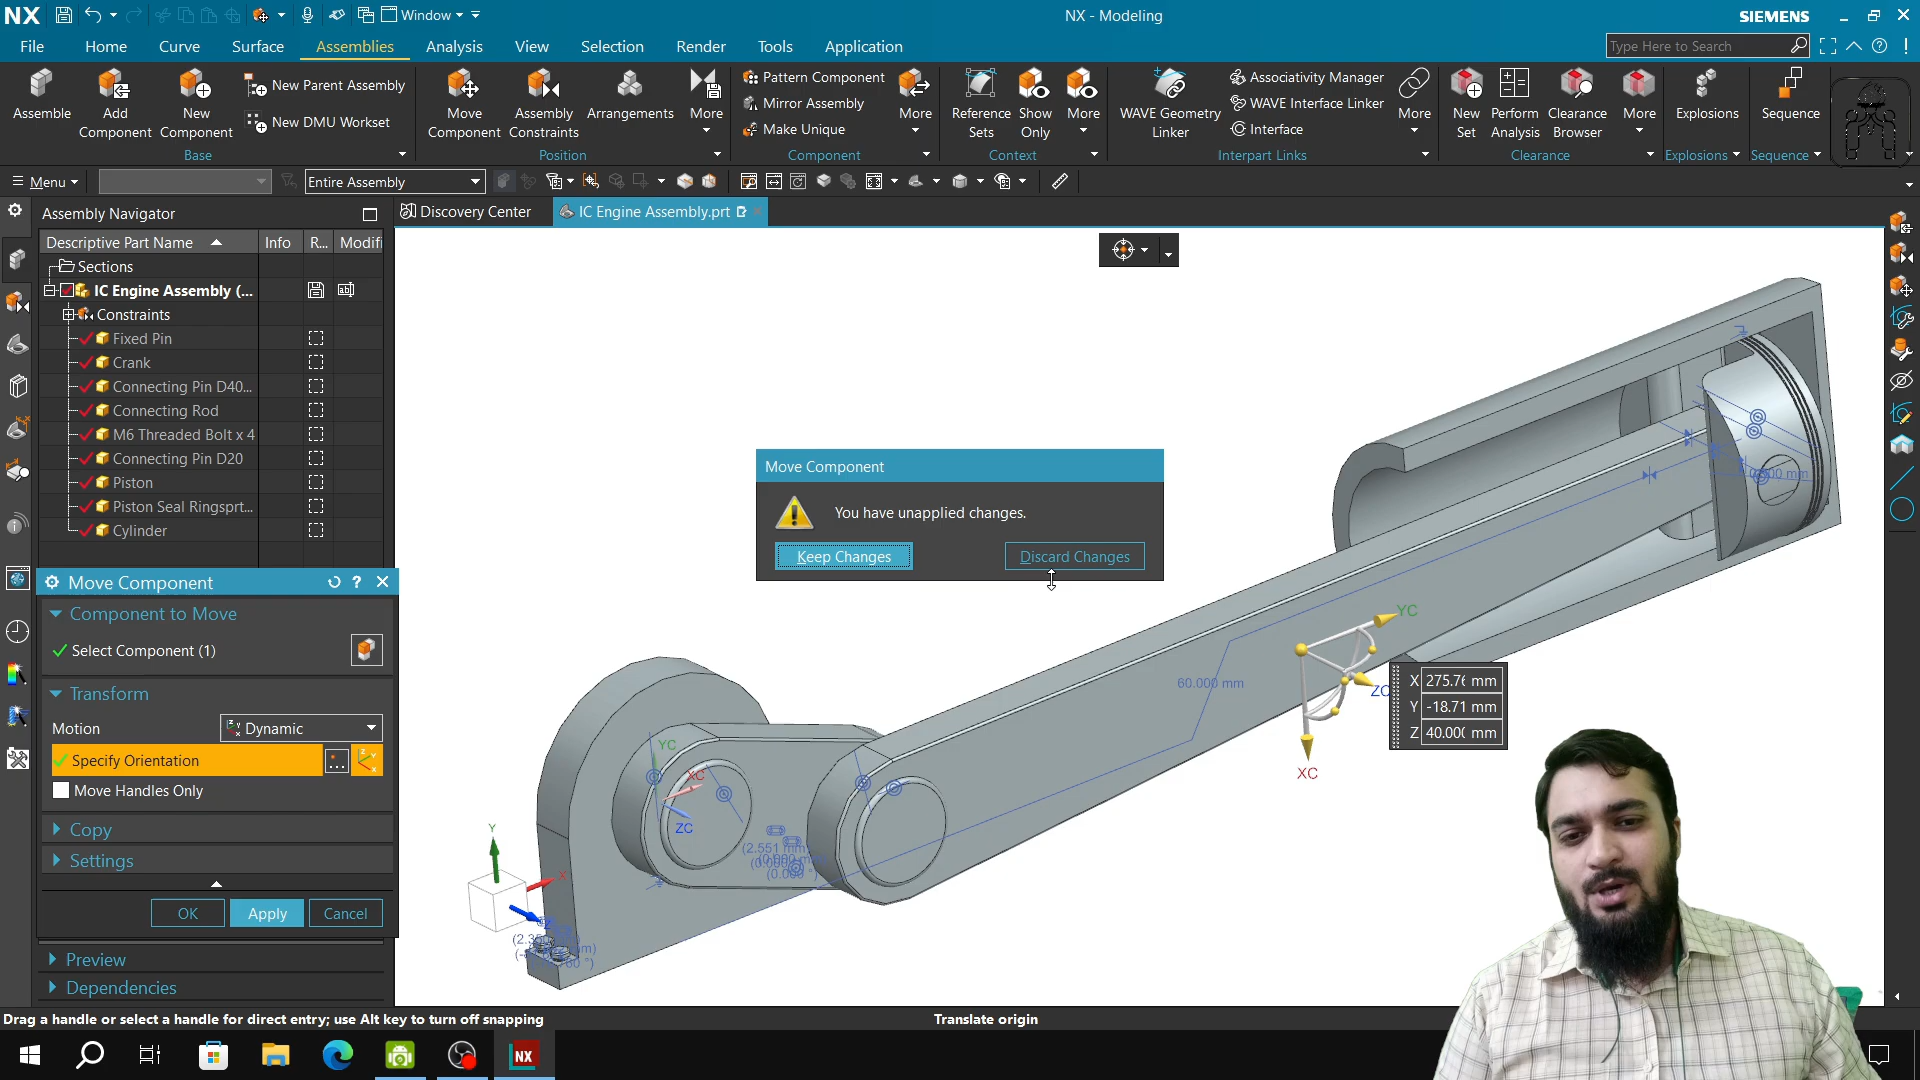 NX
Window
NX - Modeling
SIEMENS
File
Home
Curve
Surface
Assemblies
Analysis
View
Selection
Render
Tools
Application
Type Here to Search
Assemble
Add
Component
New
Component
New Parent Assembly
New DMU Workset
Base
Move
Component
Assembly
Constraints
Arrangements
More
Position
Pattern Component
Mirror Assembly
Make Unique
More
Component
Reference
Sets
Show
Only
More
Context
WAVE Geometry
Linker
Associativity Manager
WAVE Interface Linker
Interface
More
Interpart Links
New
Set
Perform
Analysis
Clearance
Browser
More
Clearance
Explosions
Explosions
Sequence
Sequence
Menu
Entire Assembly
Assembly Navigator
Discovery Center
IC Engine Assembly.prt
Descriptive Part Name
Info
R...
Modifi
Sections
IC Engine Assembly (...
Constraints
Fixed Pin
Crank
Connecting Pin D40...
Connecting Rod
M6 Threaded Bolt x 4
Connecting Pin D20
Piston
Piston Seal Ringsprt...
Cylinder
Move Component
Component to Move
Select Component (1)
Transform
Motion
Dynamic
Specify Orientation
Move Handles Only
Copy
Settings
OK
Apply
Cancel
Preview
Dependencies
Move Component
You have unapplied changes.
Keep Changes
Discard Changes
YC
ZC
XC
X 275.76 mm
Y -18.71 mm
Z 40.000 mm
60.000 mm
YC
XC
ZC
(2.551 mm)
Y
X
Z
Drag a handle or select a handle for direct entry; use Alt key to turn off snapping
Translate origin
NX